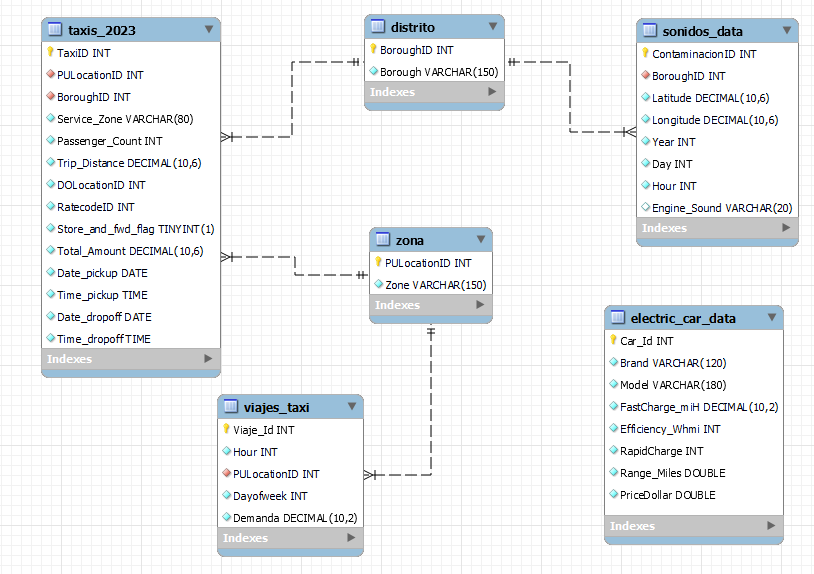 taxis_2023
TaxiID INT
PULocationID INT
BoroughID INT
Service_Zone VARCHAR(80)
Passenger_Count INT
Trip_Distance DECIMAL(10,6)
DOLocationID INT
RatecodeID INT
Store_and_fwd_flag TINYINT(1)
Total_Amount DECIMAL(10,6)
Date_pickup DATE
Time_pickup TIME
Date_dropoff DATE
Time_dropoff TIME
Indexes
distrito
BoroughID INT
Borough VARCHAR(150)
Indexes
sonidos_data
ContaminacionID INT
BoroughID INT
Latitude DECIMAL(10,6)
Longitude DECIMAL(10,6)
Year INT
Day INT
Hour INT
Engine_Sound VARCHAR(20)
Indexes
zona
PULocationID INT
Zone VARCHAR(150)
Indexes
electric_car_data
Car_Id INT
Brand VARCHAR(120)
Model VARCHAR(180)
FastCharge_miH DECIMAL(10,2)
Efficiency_Whmi INT
RapidCharge INT
Range_Miles DOUBLE
PriceDollar DOUBLE
Indexes
viajes_taxi
Viaje_Id INT
Hour INT
PULocationID INT
Dayofweek INT
Demanda DECIMAL(10,2)
Indexes